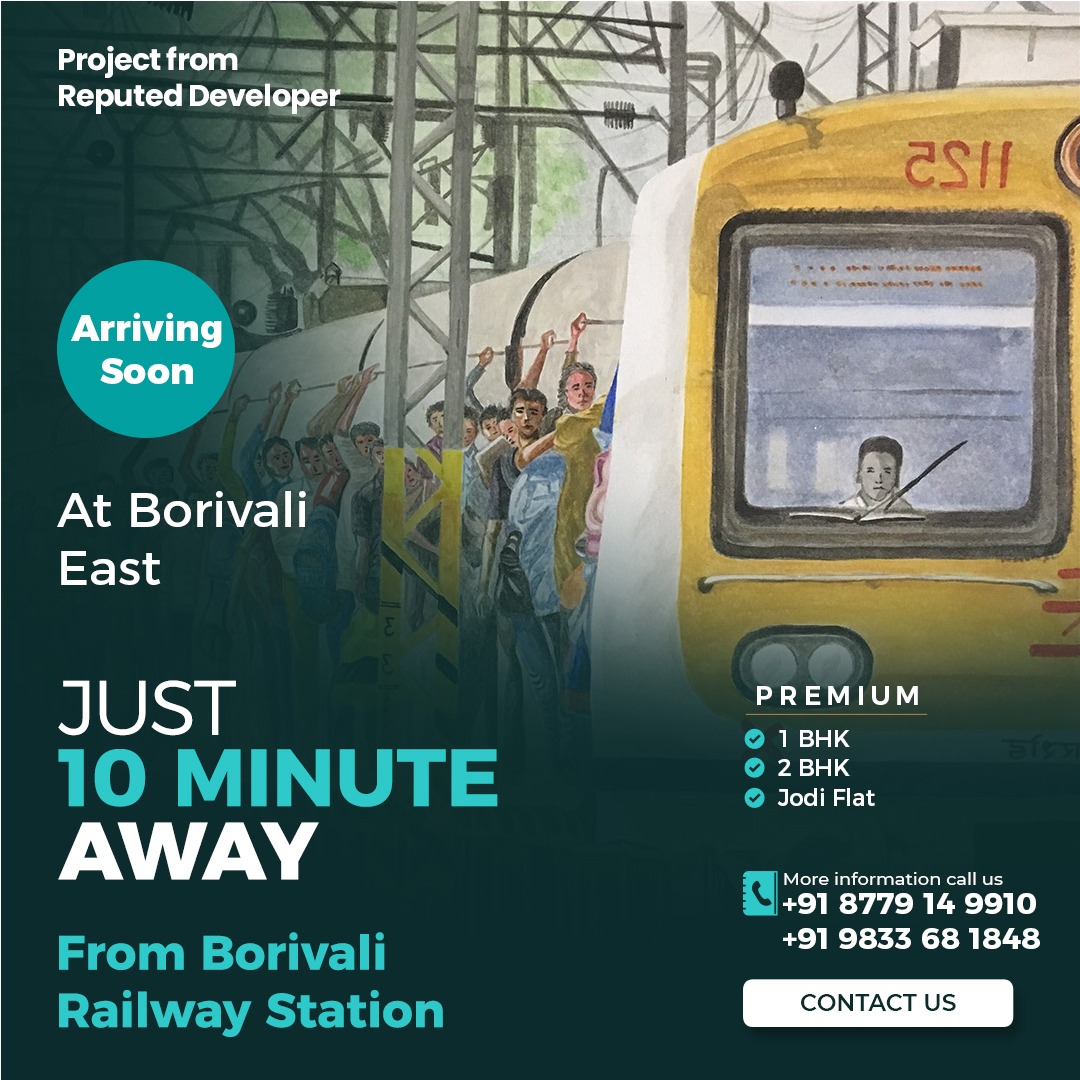 Project from
Reputed Developer
1125
Arriving
Soon
At Borivali
East
JUST
10 MINUTE
AWAY
From Borivali
Railway Station
3
3
PREMIUM
1 BHK
2 BHK
Jodi Flat
More information call us
+91 8779 14 9910
+91 9833 68 1848
CONTACT US